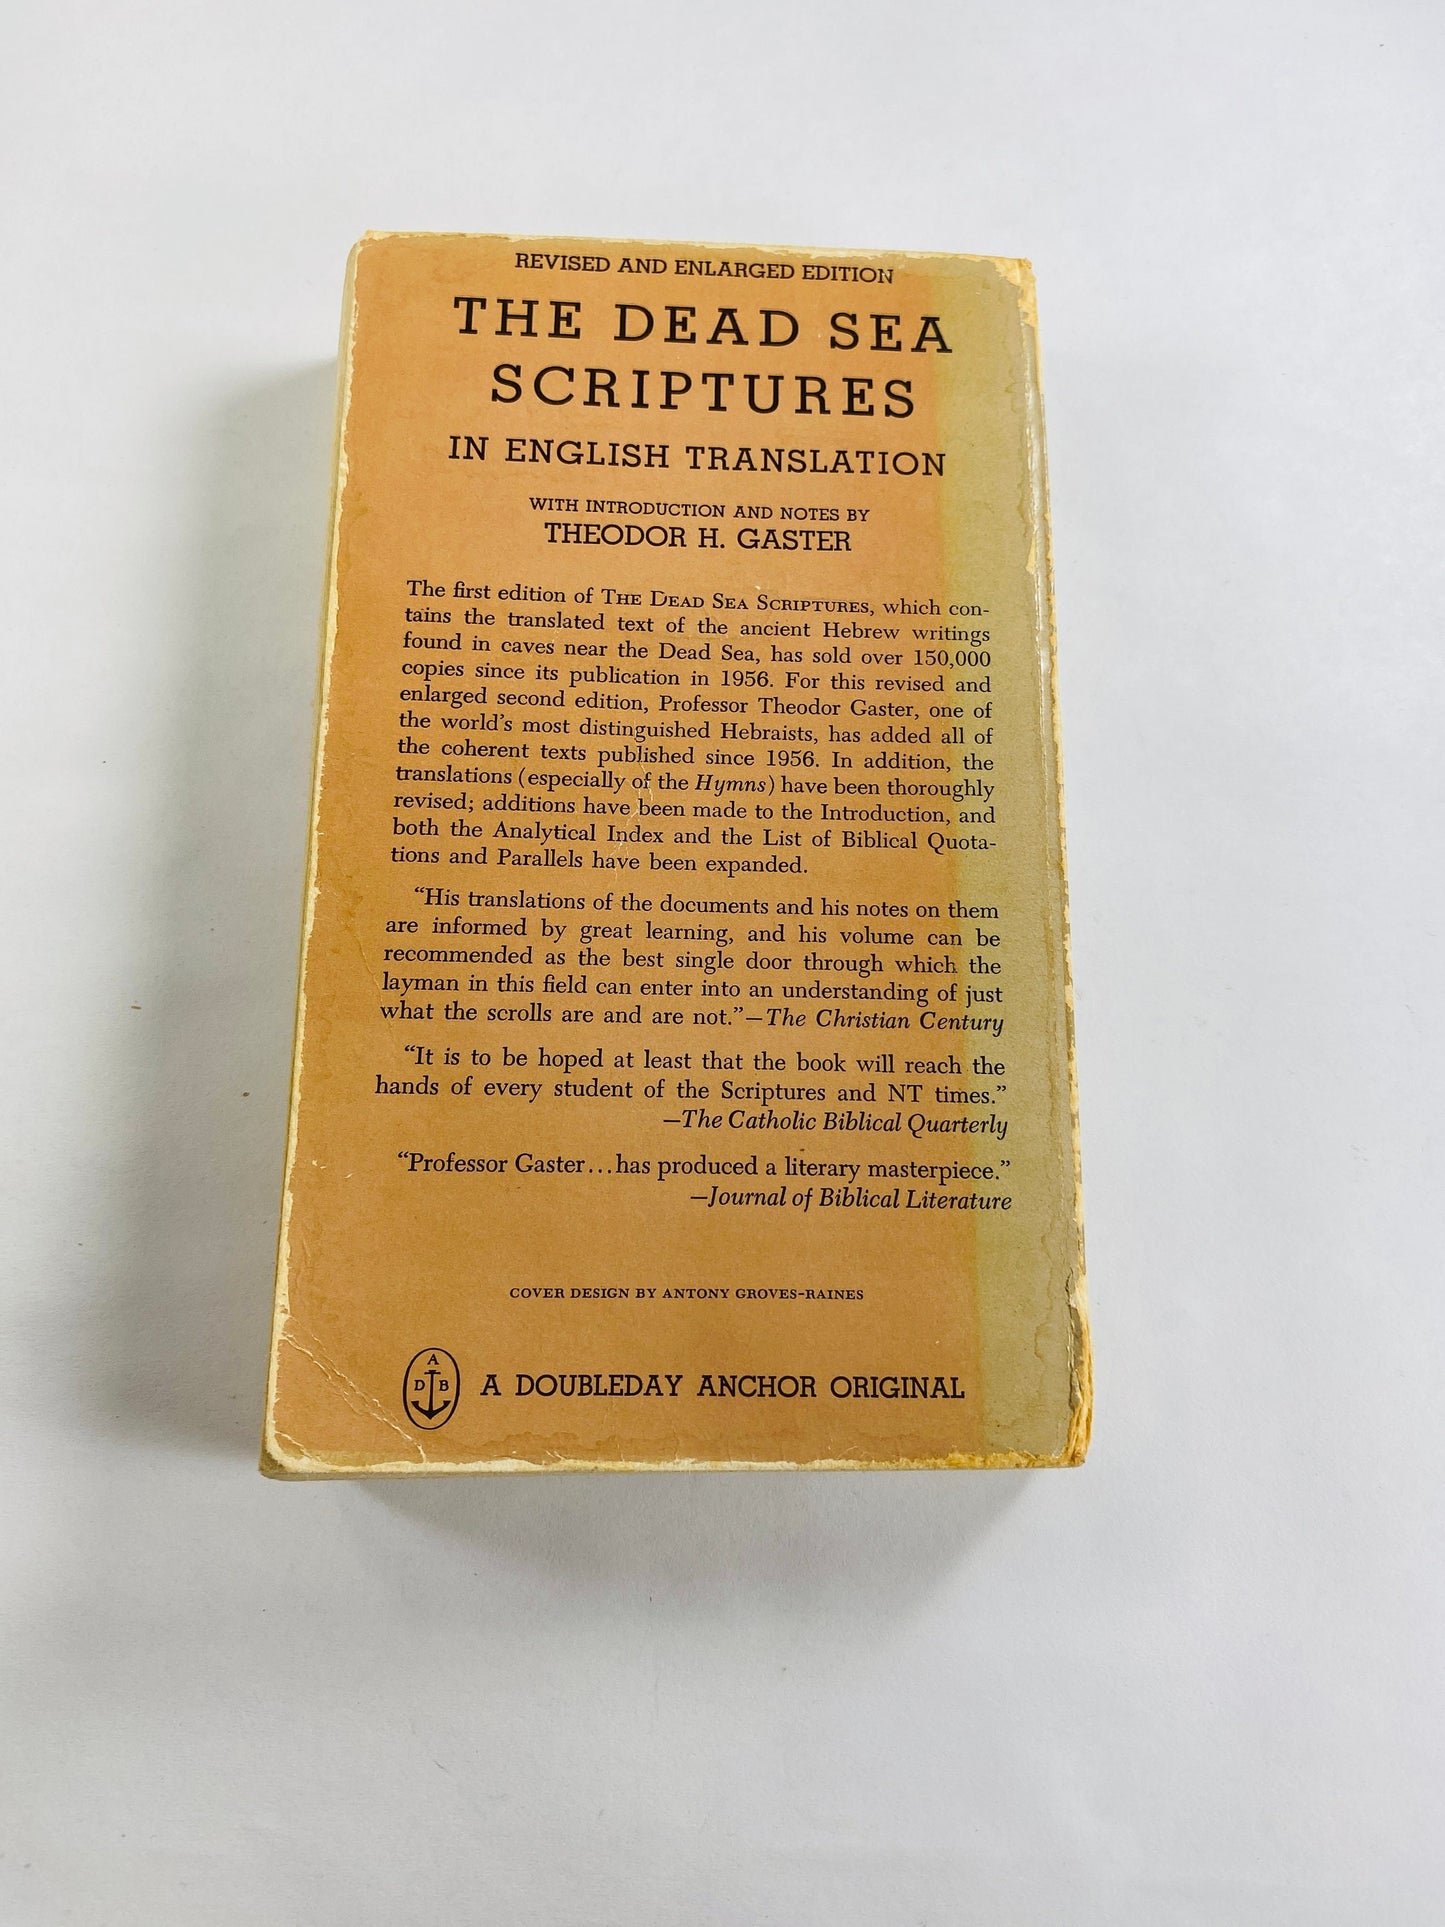 REVISED AND ENLARGED EDITION
THE DEAD SEA
SCRIPTURES
IN ENGLISH TRANSLATION
WITH INTRODUCTION AND NOTES BY
THEODOR H. GASTER
The first edition of THE DEAD SEA SCRIPTURES, which con-
tains the translated text of the ancient Hebrew writings
found in caves near the Dead Sea, has sold over 150,000
copies since its publication in 1956. For this revised and
enlarged second edition, Professor Theodor Gaster, one of
the world's most distinguished Hebraists, has added all of
the coherent texts published since 1956. In addition, the
translations (especially of the Hymns) have been thoroughly
revised; additions have been made to the Introduction, and
both the Analytical Index and the List of Biblical Quota-
tions and Parallels have been expanded.
“His translations of the documents and his notes on them
are informed by great learning, and his volume can be
recommended as the best single door through which the
layman in this field can enter into an understanding of just
what the scrolls are and are not.”—The Christian Century
“It is to be hoped at least that the book will reach the
hands of every student of the Scriptures and NT times.”
—The Catholic Biblical Quarterly
“Professor Gaster...has produced a literary masterpiece.”
—Journal of Biblical Literature
COVER DESIGN BY ANTONY GROVES-RAINES
A
D B
A DOUBLEDAY ANCHOR ORIGINAL